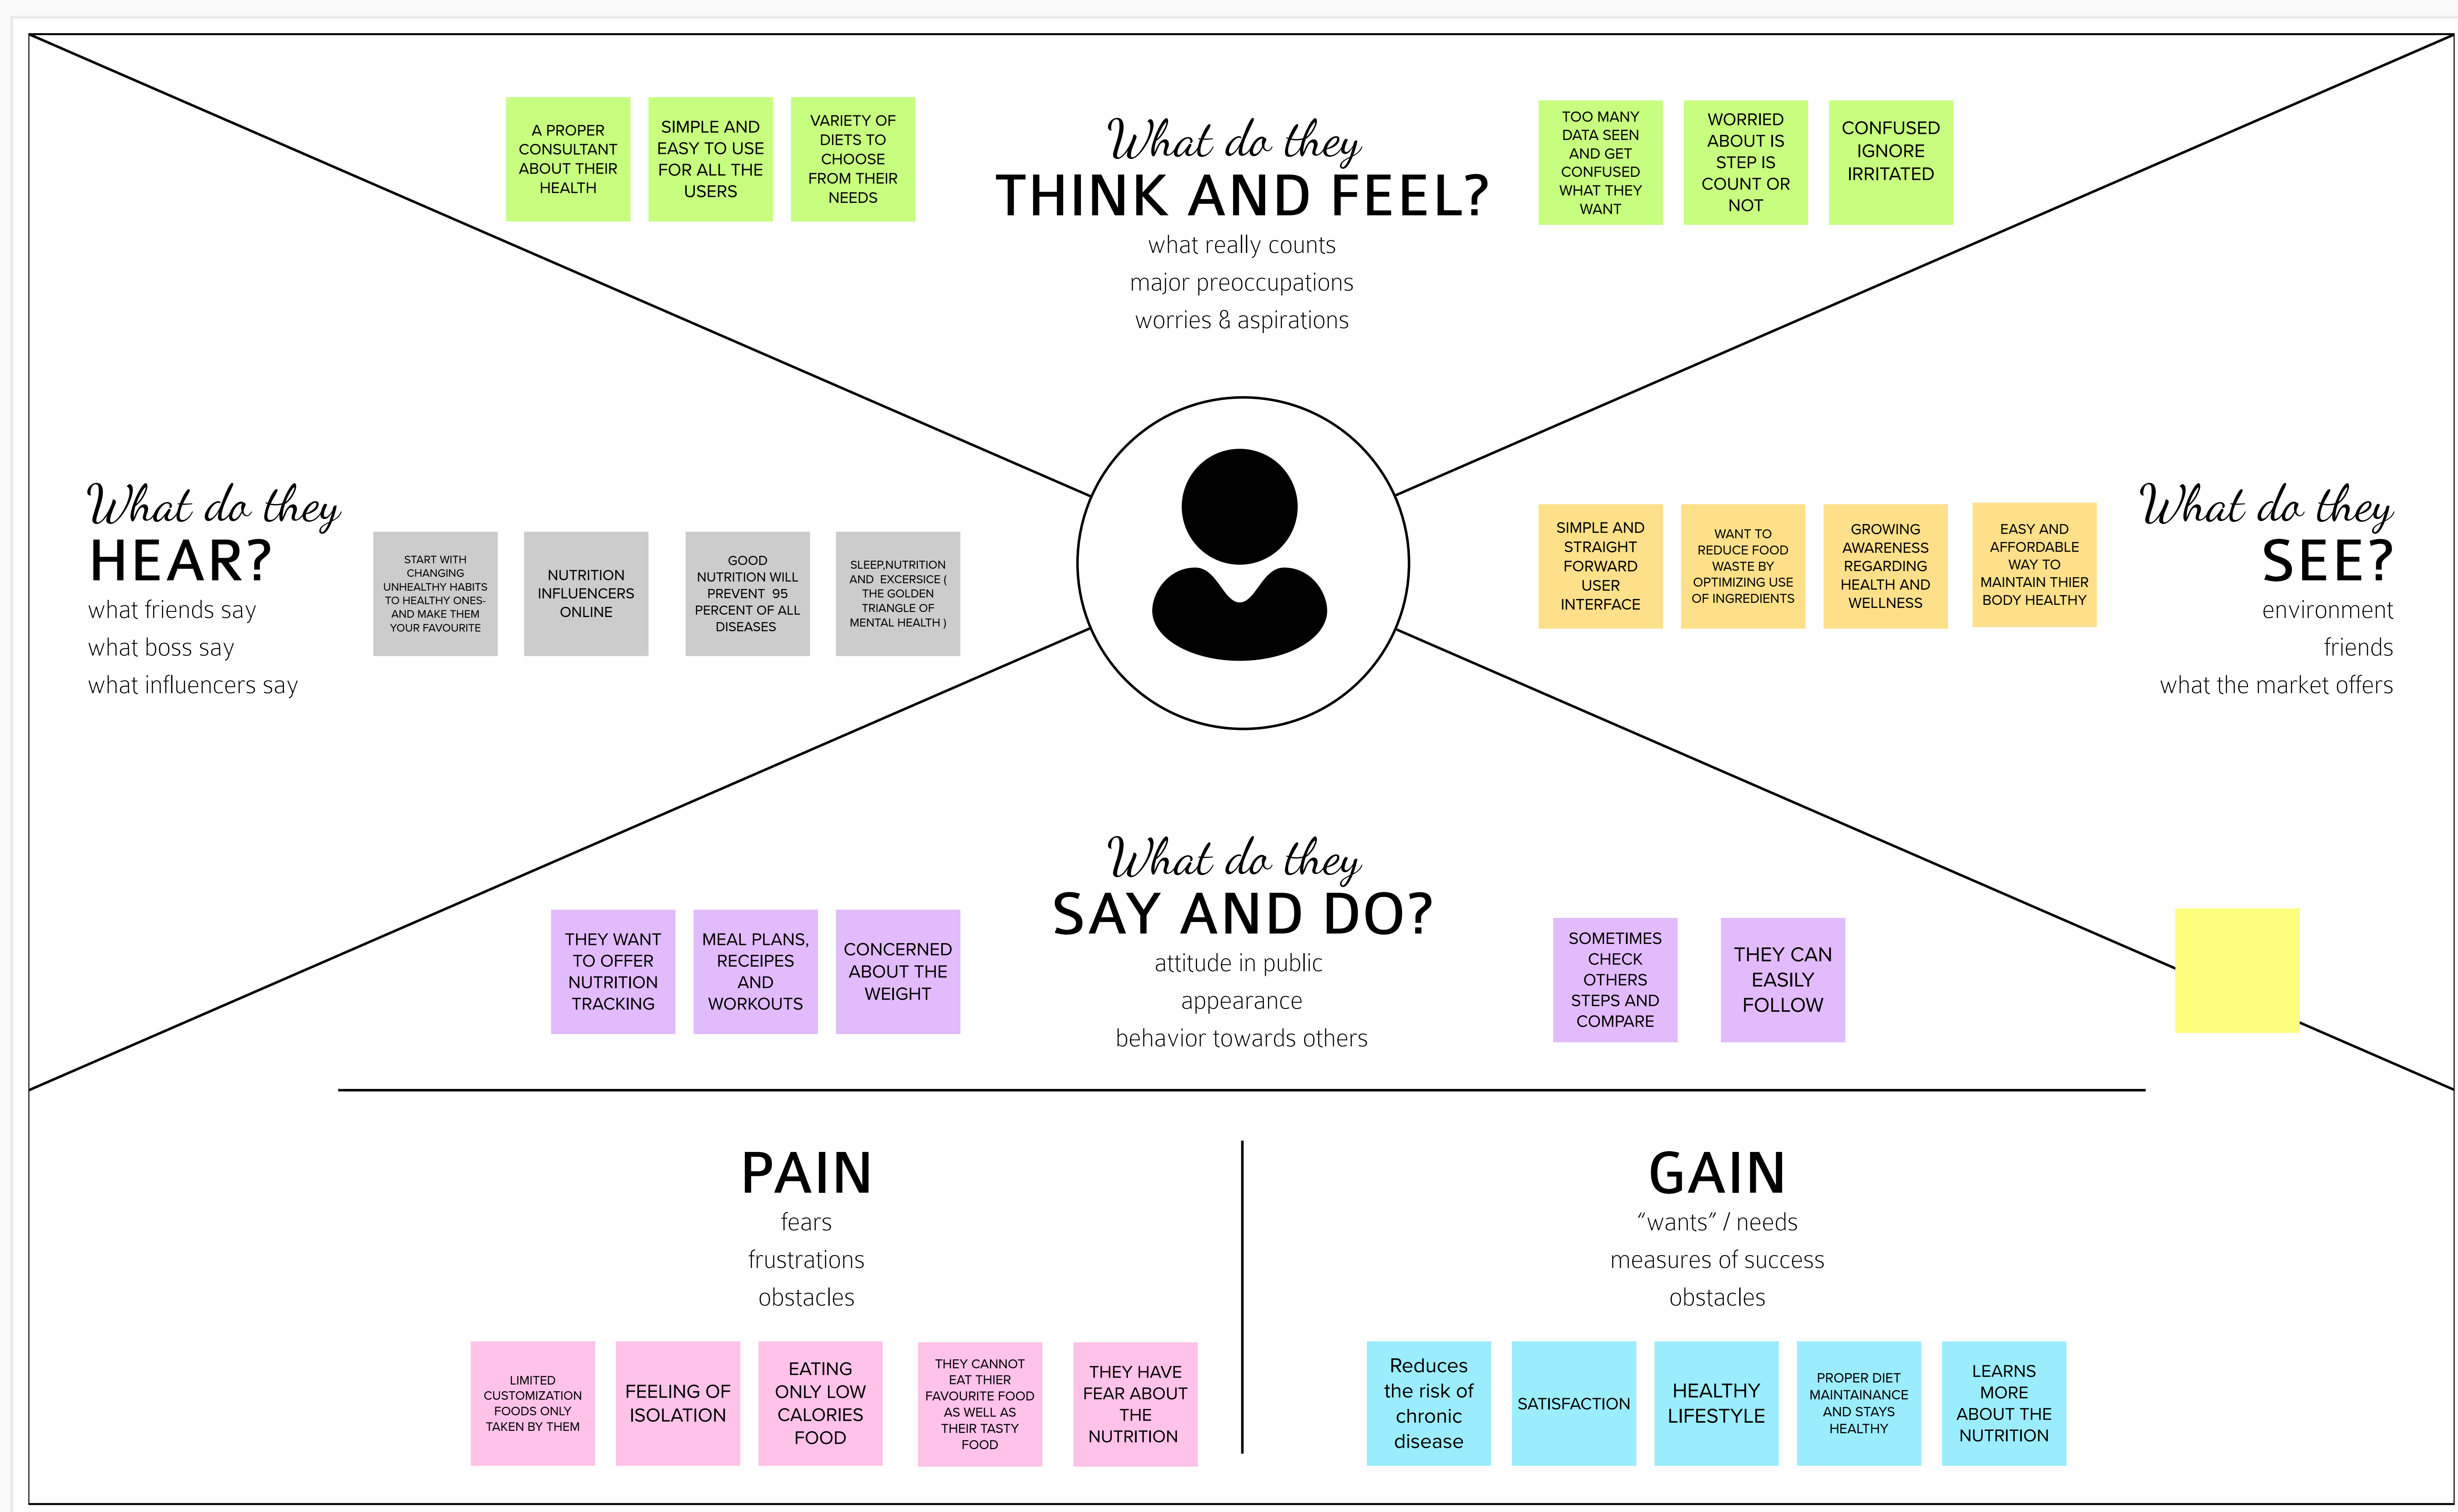 A PROPER
CONSULTANT
ABOUT THEIR
HEALTH
SIMPLE AND
EASY TO USE
FOR ALL THE
USERS
VARIETY OF
DIETS TO
CHOOSE
FROM THEIR
NEEDS
What do they
THINK AND FEEL?
what really counts
major preoccupations
worries & aspirations
TOO MANY
DATA SEEN
AND GET
CONFUSED
WHAT THEY
WANT
WORRIED
ABOUT IS
STEP IS
COUNT OR
NOT
CONFUSED
IGNORE
IRRITATED
What do they
HEAR?
what friends say
what boss say
what influencers say
START WITH
CHANGING
UNHEALTHY HABITS
TO HEALTHY ONES-
AND MAKE THEM
YOUR FAVOURITE
NUTRITION
INFLUENCERS
ONLINE
GOOD
NUTRITION WILL
PREVENT 95
PERCENT OF ALL
DISEASES
SLEEP,NUTRITION
AND EXCERSICE (
THE GOLDEN
TRIANGLE OF
MENTAL HEALTH )
SIMPLE AND
STRAIGHT
FORWARD
USER
INTERFACE
WANT TO
REDUCE FOOD
WASTE BY
OPTIMIZING USE
OF INGREDIENTS
GROWING
AWARENESS
REGARDING
HEALTH AND
WELLNESS
EASY AND
AFFORDABLE
WAY TO
MAINTAIN THIER
BODY HEALTHY
What do they
SEE?
environment
friends
what the market offers
THEY WANT
TO OFFER
NUTRITION
TRACKING
MEAL PLANS,
RECEIPES
AND
WORKOUTS
CONCERNED
ABOUT THE
WEIGHT
What do they
SAY AND DO?
attitude in public
appearance
behavior towards others
SOMETIMES
CHECK
OTHERS
STEPS AND
COMPARE
THEY CAN
EASILY
FOLLOW
PAIN
fears
frustrations
obstacles
LIMITED
CUSTOMIZATION
FOODS ONLY
TAKEN BY THEM
FEELING OF
ISOLATION
EATING
ONLY LOW
CALORIES
FOOD
THEY CANNOT
EAT THIER
FAVOURITE FOOD
AS WELL AS
THEIR TASTY
FOOD
THEY HAVE
FEAR ABOUT
THE
NUTRITION
GAIN
“wants” / needs
measures of success
obstacles
Reduces
the risk of
chronic
disease
SATISFACTION
HEALTHY
LIFESTYLE
PROPER DIET
MAINTAINANCE
AND STAYS
HEALTHY
LEARNS
MORE
ABOUT THE
NUTRITION